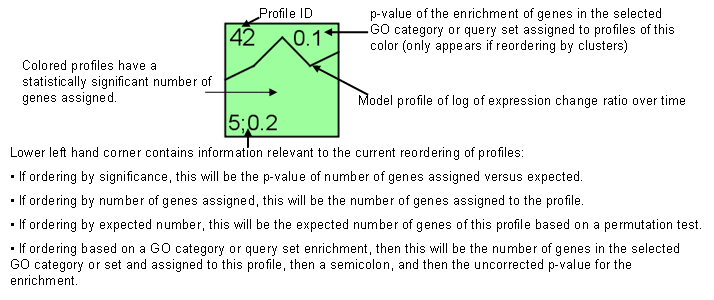 Profile ID
p-value of the enrichment of genes in the selected
GO category or query set assigned to profiles of this
color (only appears if reordering by clusters)
42
0.1
Colored profiles have a
statistically significant number of
genes assigned.
Model profile of log of expression change ratio over time
5;0.2
Lower left hand corner contains information relevant to the current reordering of profiles:
▪ If ordering by significance, this will be the p-value of number of genes assigned versus expected.
▪ If ordering by number of genes assigned, this will be the number of genes assigned to the profile.
▪ If ordering by expected number, this will be the expected number of genes of this profile based on a permutation test.
▪ If ordering based on a GO category or query set enrichment, then this will be the number of genes in the selected
GO category or set and assigned to this profile, then a semicolon, and then the uncorrected p-value for the
enrichment.